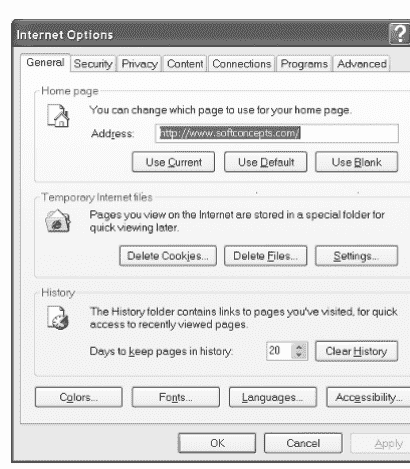 Internet Options
?
General Security Privacy Content Connections Programs Advanced
Home page
You can change which page to use for your home page.
Address: http://www.softconcepts.com/
Use Current Use Default Use Blank
Temporary Internet files
Pages you view on the Internet are stored in a special folder for
quick viewing later.
Delete Cookies... Delete Files... Settings...
History
The History folder contains links to pages you've visited, for quick
access to recently viewed pages.
Days to keep pages in history: 20 Clear History
Colors... Fonts... Languages... Accessibility...
OK Cancel Apply